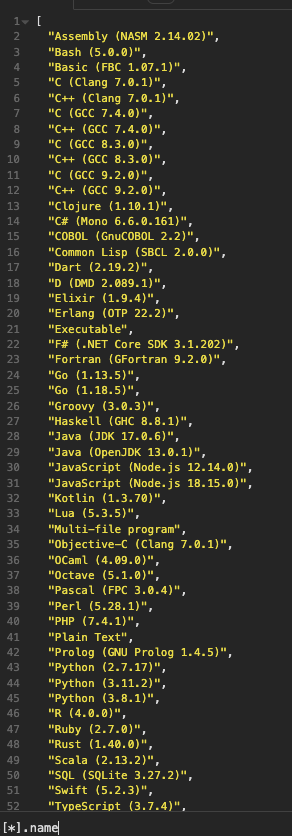 1 [
2 "Assembly (NASM 2.14.02)",
3 "Bash (5.0.0)",
4 "Basic (FBC 1.07.1)",
5 "C (Clang 7.0.1)",
6 "C++ (Clang 7.0.1)",
7 "C (GCC 7.4.0)",
8 "C++ (GCC 7.4.0)",
9 "C (GCC 8.3.0)",
10 "C++ (GCC 8.3.0)",
11 "C (GCC 9.2.0)",
12 "C++ (GCC 9.2.0)",
13 "Clojure (1.10.1)",
14 "C# (Mono 6.6.0.161)",
15 "COBOL (GnuCOBOL 2.2)",
16 "Common Lisp (SBCL 2.0.0)",
17 "Dart (2.19.2)",
18 "D (DMD 2.089.1)",
19 "Elixir (1.9.4)",
20 "Erlang (OTP 22.2)",
21 "Executable",
22 "F# (.NET Core SDK 3.1.202)",
23 "Fortran (GFortran 9.2.0)",
24 "Go (1.13.5)",
25 "Go (1.18.5)",
26 "Groovy (3.0.3)",
27 "Haskell (GHC 8.8.1)",
28 "Java (JDK 17.0.6)",
29 "Java (OpenJDK 13.0.1)",
30 "JavaScript (Node.js 12.14.0)",
31 "JavaScript (Node.js 18.15.0)",
32 "Kotlin (1.3.70)",
33 "Lua (5.3.5)",
34 "Multi-file program",
35 "Objective-C (Clang 7.0.1)",
36 "OCaml (4.09.0)",
37 "Octave (5.1.0)",
38 "Pascal (FPC 3.0.4)",
39 "Perl (5.28.1)",
40 "PHP (7.4.1)",
41 "Plain Text",
42 "Prolog (GNU Prolog 1.4.5)",
43 "Python (2.7.17)",
44 "Python (3.11.2)",
45 "Python (3.8.1)",
46 "R (4.0.0)",
47 "Ruby (2.7.0)",
48 "Rust (1.40.0)",
49 "Scala (2.13.2)",
50 "SQL (SQLite 3.27.2)",
51 "Swift (5.2.3)",
52 "TypeScript (3.7.4)",
[*].name